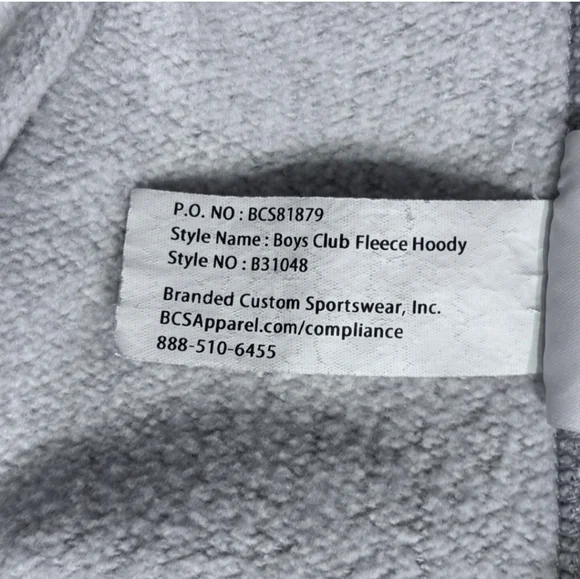 P.O. NO : BCS81879
Style Name : Boys Club Fleece Hoody
Style NO : B31048
Branded Custom Sportswear, Inc.
BCSApparel.com/compliance
888-510-6455